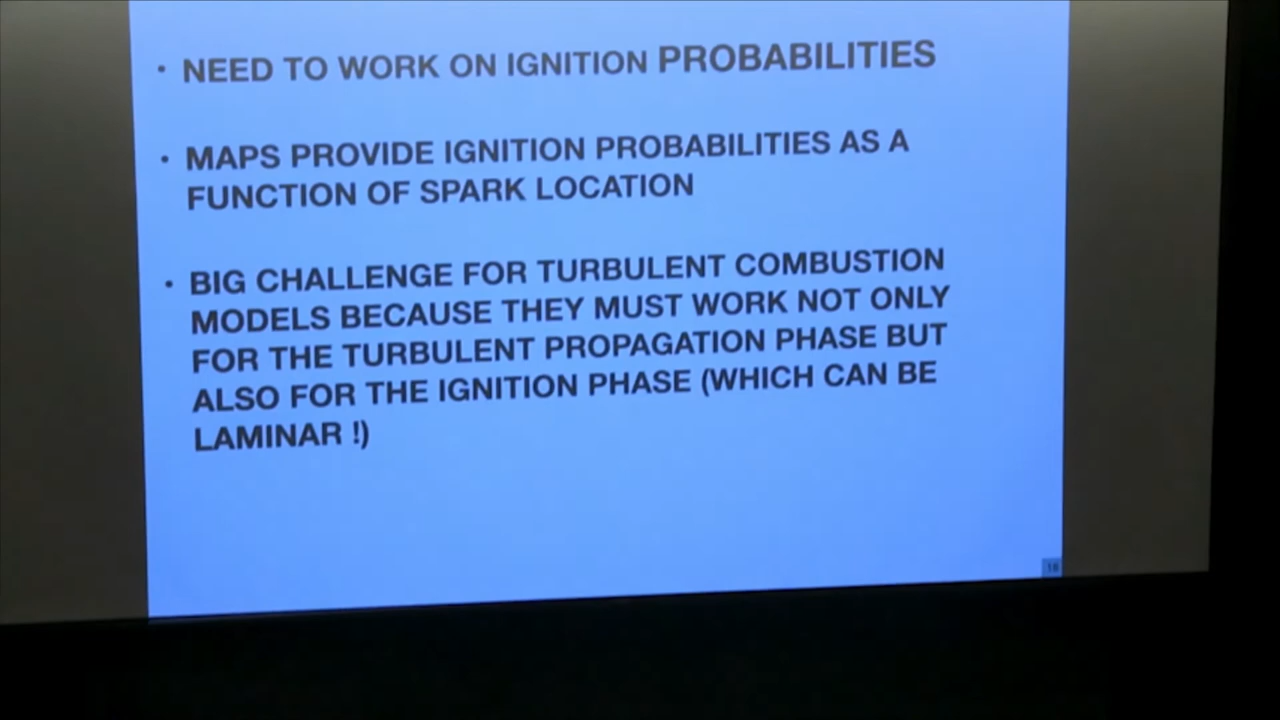 • NEED TO WORK ON IGNITION PROBABILITIES
• MAPS PROVIDE IGNITION PROBABILITIES AS A
FUNCTION OF SPARK LOCATION
• BIG CHALLENGE FOR TURBULENT COMBUSTION
MODELS BECAUSE THEY MUST WORK NOT ONLY
FOR THE TURBULENT PROPAGATION PHASE BUT
ALSO FOR THE IGNITION PHASE (WHICH CAN BE
LAMINAR !)